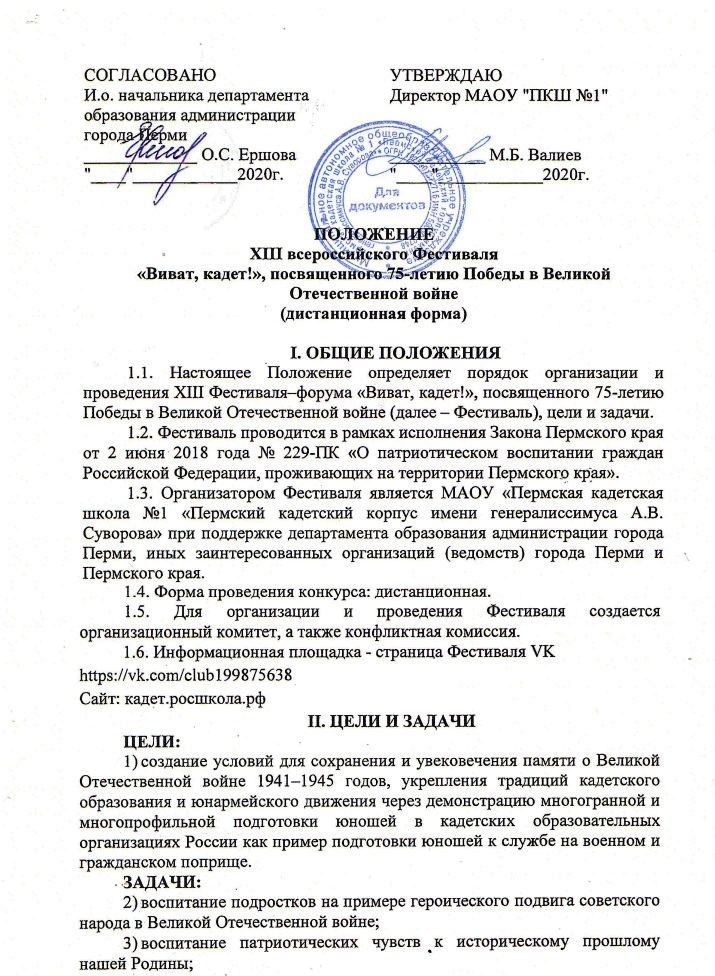 СОГЛАСОВАНО
И.о. начальника департамента
образования администрации
города Перми
_____________ О.С. Ершова
"____"____________2020г.
УТВЕРЖДАЮ
Директор МАОУ "ПКШ №1"
___________ М.Б. Валиев
"____"____________2020г.
Для
документов
ПОЛОЖЕНИЕ
XIII всероссийского Фестиваля
«Виват, кадет!», посвященного 75-летию Победы в Великой
Отечественной войне
(дистанционная форма)
I. ОБЩИЕ ПОЛОЖЕНИЯ
1.1. Настоящее Положение определяет порядок организации и
проведения XIII Фестиваля–форума «Виват, кадет!», посвященного 75-летию
Победы в Великой Отечественной войне (далее – Фестиваль), цели и задачи.
1.2. Фестиваль проводится в рамках исполнения Закона Пермского края
от 2 июня 2018 года № 229-ПК «О патриотическом воспитании граждан
Российской Федерации, проживающих на территории Пермского края».
1.3. Организатором Фестиваля является МАОУ «Пермская кадетская
школа №1 «Пермский кадетский корпус имени генералиссимуса А.В.
Суворова» при поддержке департамента образования администрации города
Перми, иных заинтересованных организаций (ведомств) города Перми и
Пермского края.
1.4. Форма проведения конкурса: дистанционная.
1.5. Для организации и проведения Фестиваля создается
организационный комитет, а также конфликтная комиссия.
1.6. Информационная площадка - страница Фестиваля VK
https://vk.com/club199875638
Сайт: кадет.росшкола.рф
II. ЦЕЛИ И ЗАДАЧИ
ЦЕЛИ:
1) создание условий для сохранения и увековечения памяти о Великой
Отечественной войне 1941–1945 годов, укрепления традиций кадетского
образования и юнармейского движения через демонстрацию многогранной и
многопрофильной подготовки юношей в кадетских образовательных
организациях России как пример подготовки юношей к службе на военном и
гражданском поприще.
ЗАДАЧИ:
2) воспитание подростков на примере героического подвига советского
народа в Великой Отечественной войне;
3) воспитание патриотических чувств к историческому прошлому
нашей Родины;